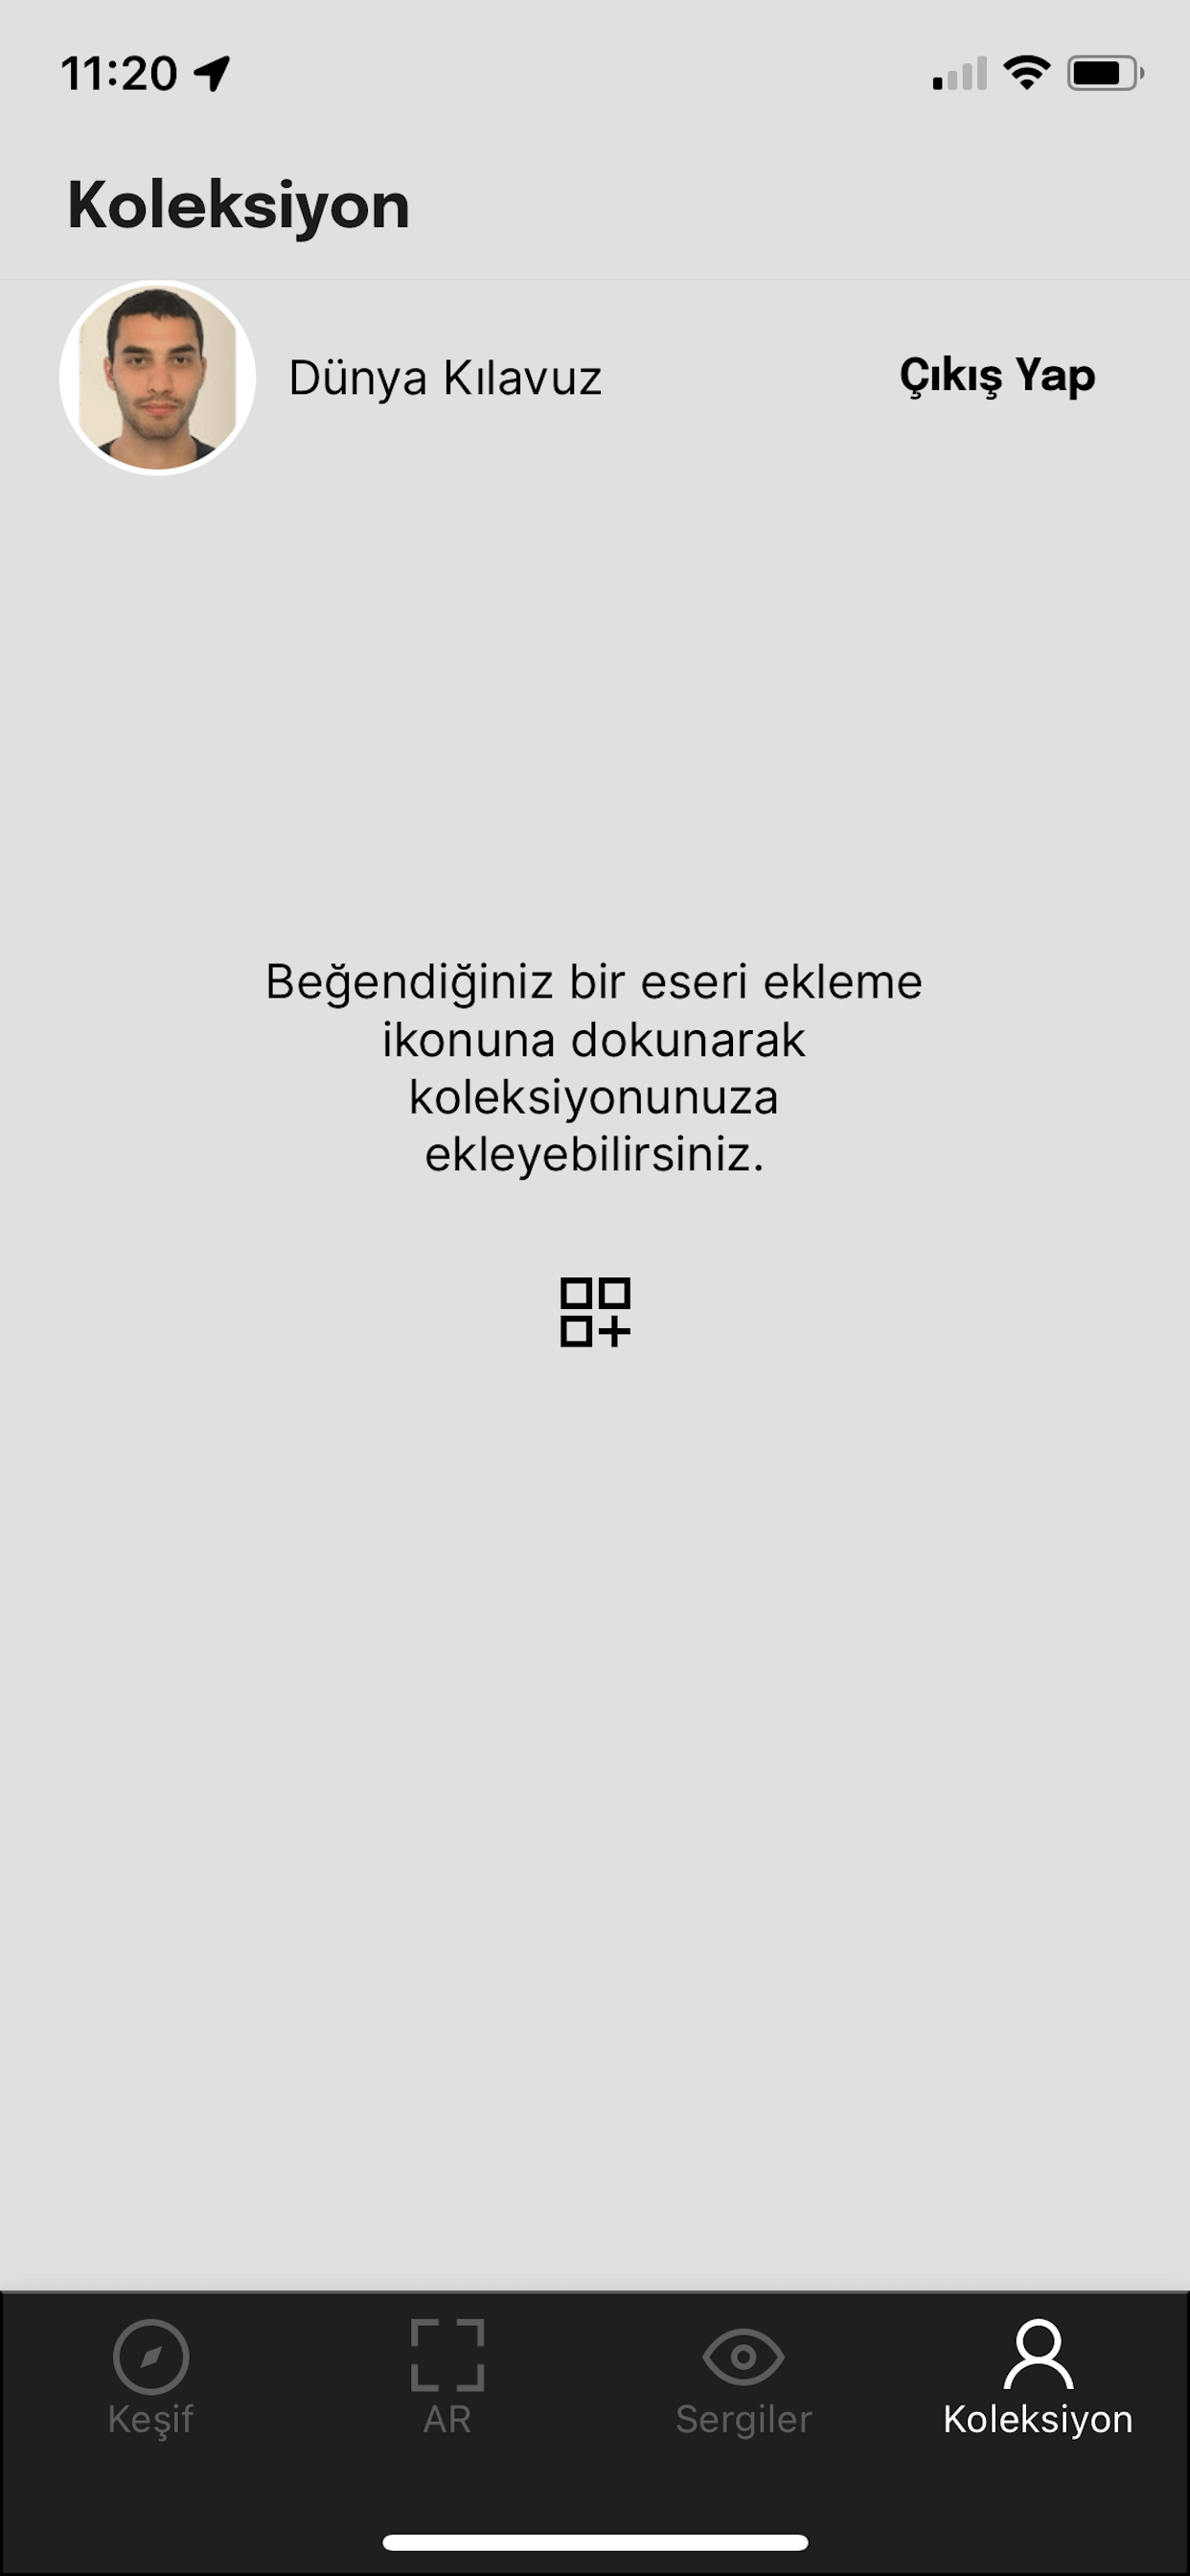 11:20
Koleksiyon
Dünya Kılavuz
Çıkış Yap
Beğendiğiniz bir eseri ekleme
ikonuna dokunarak
koleksiyonunuza
ekleyebilirsiniz.
Keşif
AR
Sergiler
Koleksiyon